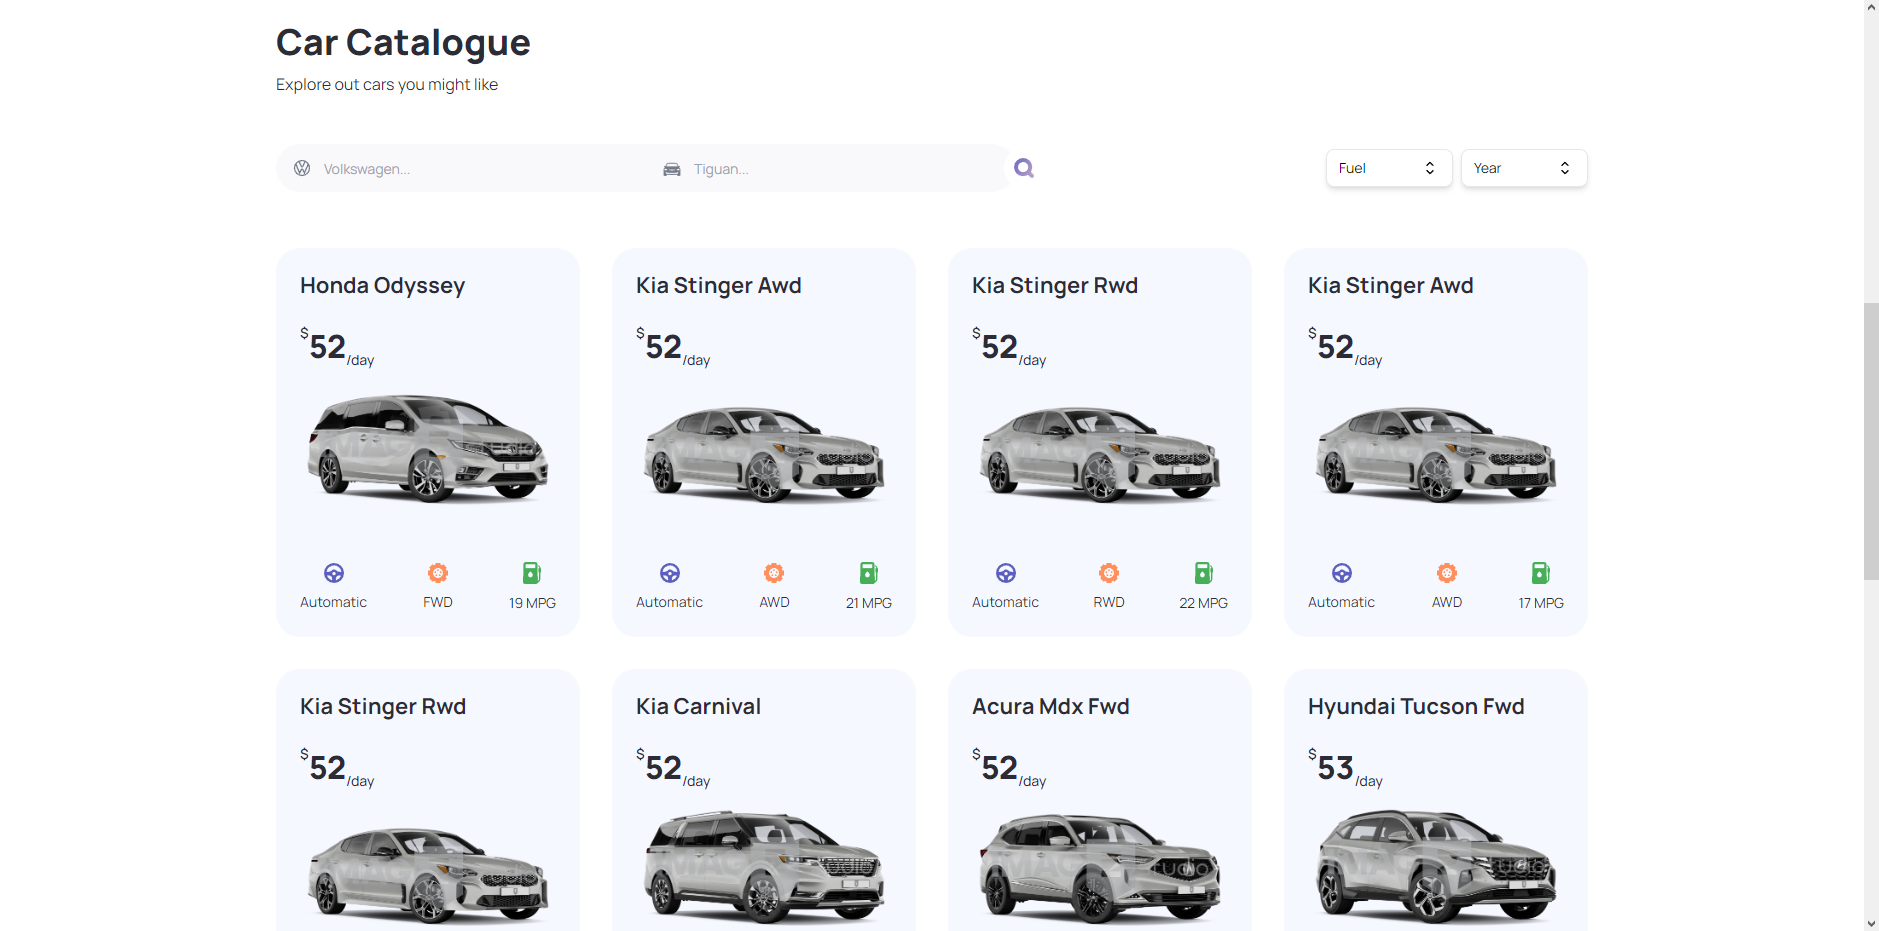 Car Catalogue
Explore out cars you might like
Volkswagen... Tiguan... Fuel Year
Honda Odyssey
$52/day
Automatic FWD 19 MPG
Kia Stinger Awd
$52/day
Automatic AWD 21 MPG
Kia Stinger Rwd
$52/day
Automatic RWD 22 MPG
Kia Stinger Awd
$52/day
Automatic AWD 17 MPG
Kia Stinger Rwd
$52/day
Kia Carnival
$52/day
Acura Mdx Fwd
$52/day
Hyundai Tucson Fwd
$53/day